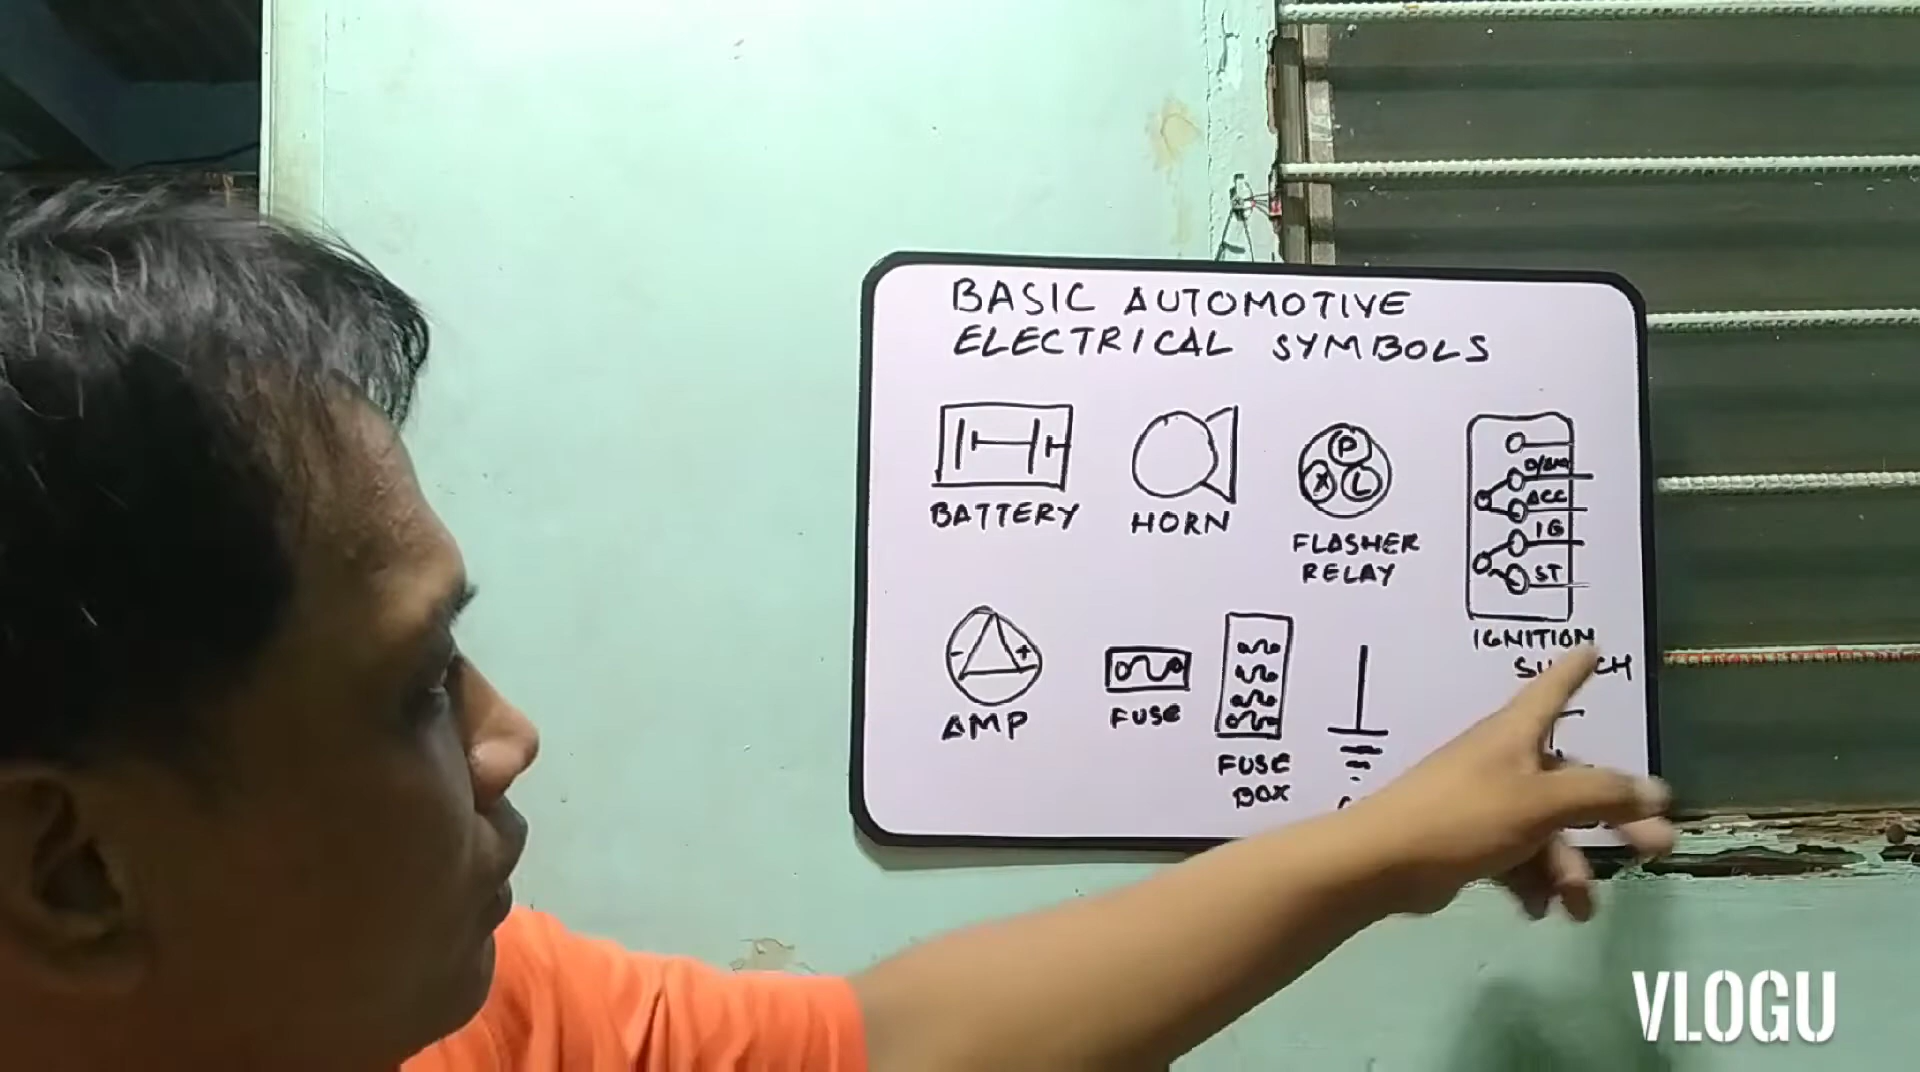 BASIC AUTOMOTIVE
ELECTRICAL SYMBOLS
BATTERY
HORN
P
X L
FLASHER
RELAY
ACC
IG
ST
IGNITION
- +
AMP
FUSE
FUSE
BOX
VLOGU